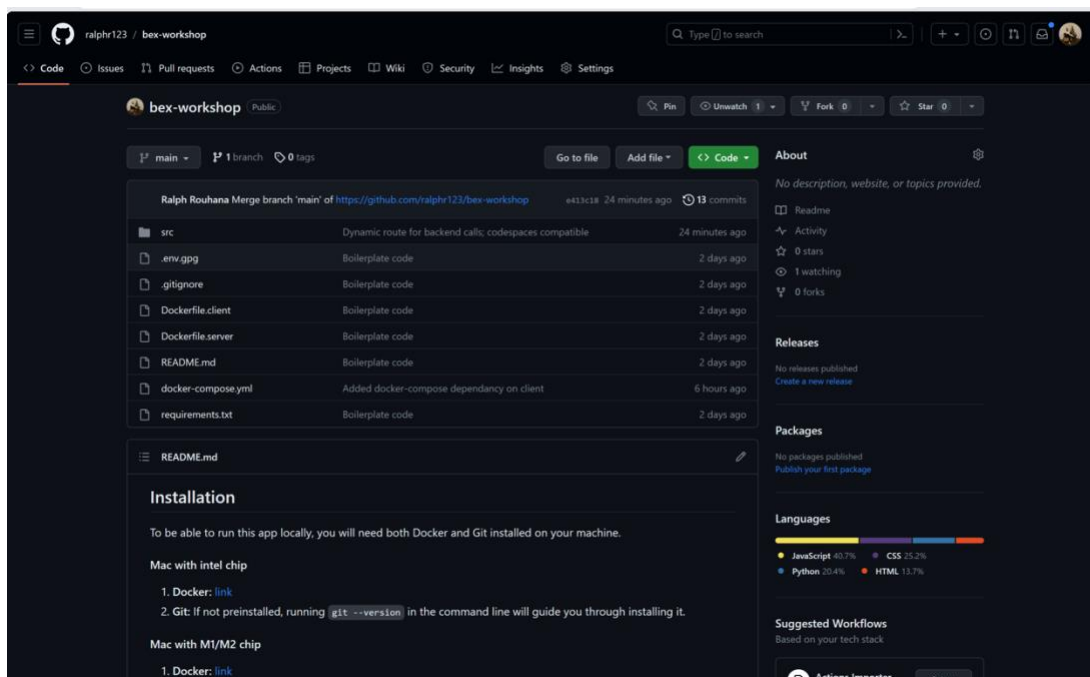 ralphr123 / bex-workshop
Type / to search
Code Issues Pull requests Actions Projects Wiki Security Insights Settings
bex-workshop Public
Pin Unwatch 1 Fork 0 Star 0
main 1 branch 0 tags Go to file Add file Code
Ralph Rouhana Merge branch 'main' of https://github.com/ralphr123/bex-workshop e413c18 24 minutes ago 13 commits
src Dynamic route for backend calls; codespaces compatible 24 minutes ago
.env.gpg Boilerplate code 2 days ago
.gitignore Boilerplate code 2 days ago
Dockerfile.client Boilerplate code 2 days ago
Dockerfile.server Boilerplate code 2 days ago
README.md Boilerplate code 2 days ago
docker-compose.yml Added docker-compose dependancy on client 6 hours ago
requirements.txt Boilerplate code 2 days ago
README.md
Installation
To be able to run this app locally, you will need both Docker and Git installed on your machine.
Mac with intel chip
1. Docker: link
2. Git: If not preinstalled, running git --version in the command line will guide you through installing it.
Mac with M1/M2 chip
1. Docker: link
About
No description, website, or topics provided.
Readme
Activity
0 stars
1 watching
0 forks
Releases
No releases published
Create a new release
Packages
No packages published
Publish your first package
Languages
JavaScript 40.7% CSS 25.2%
Python 20.4% HTML 13.7%
Suggested Workflows
Based on your tech stack